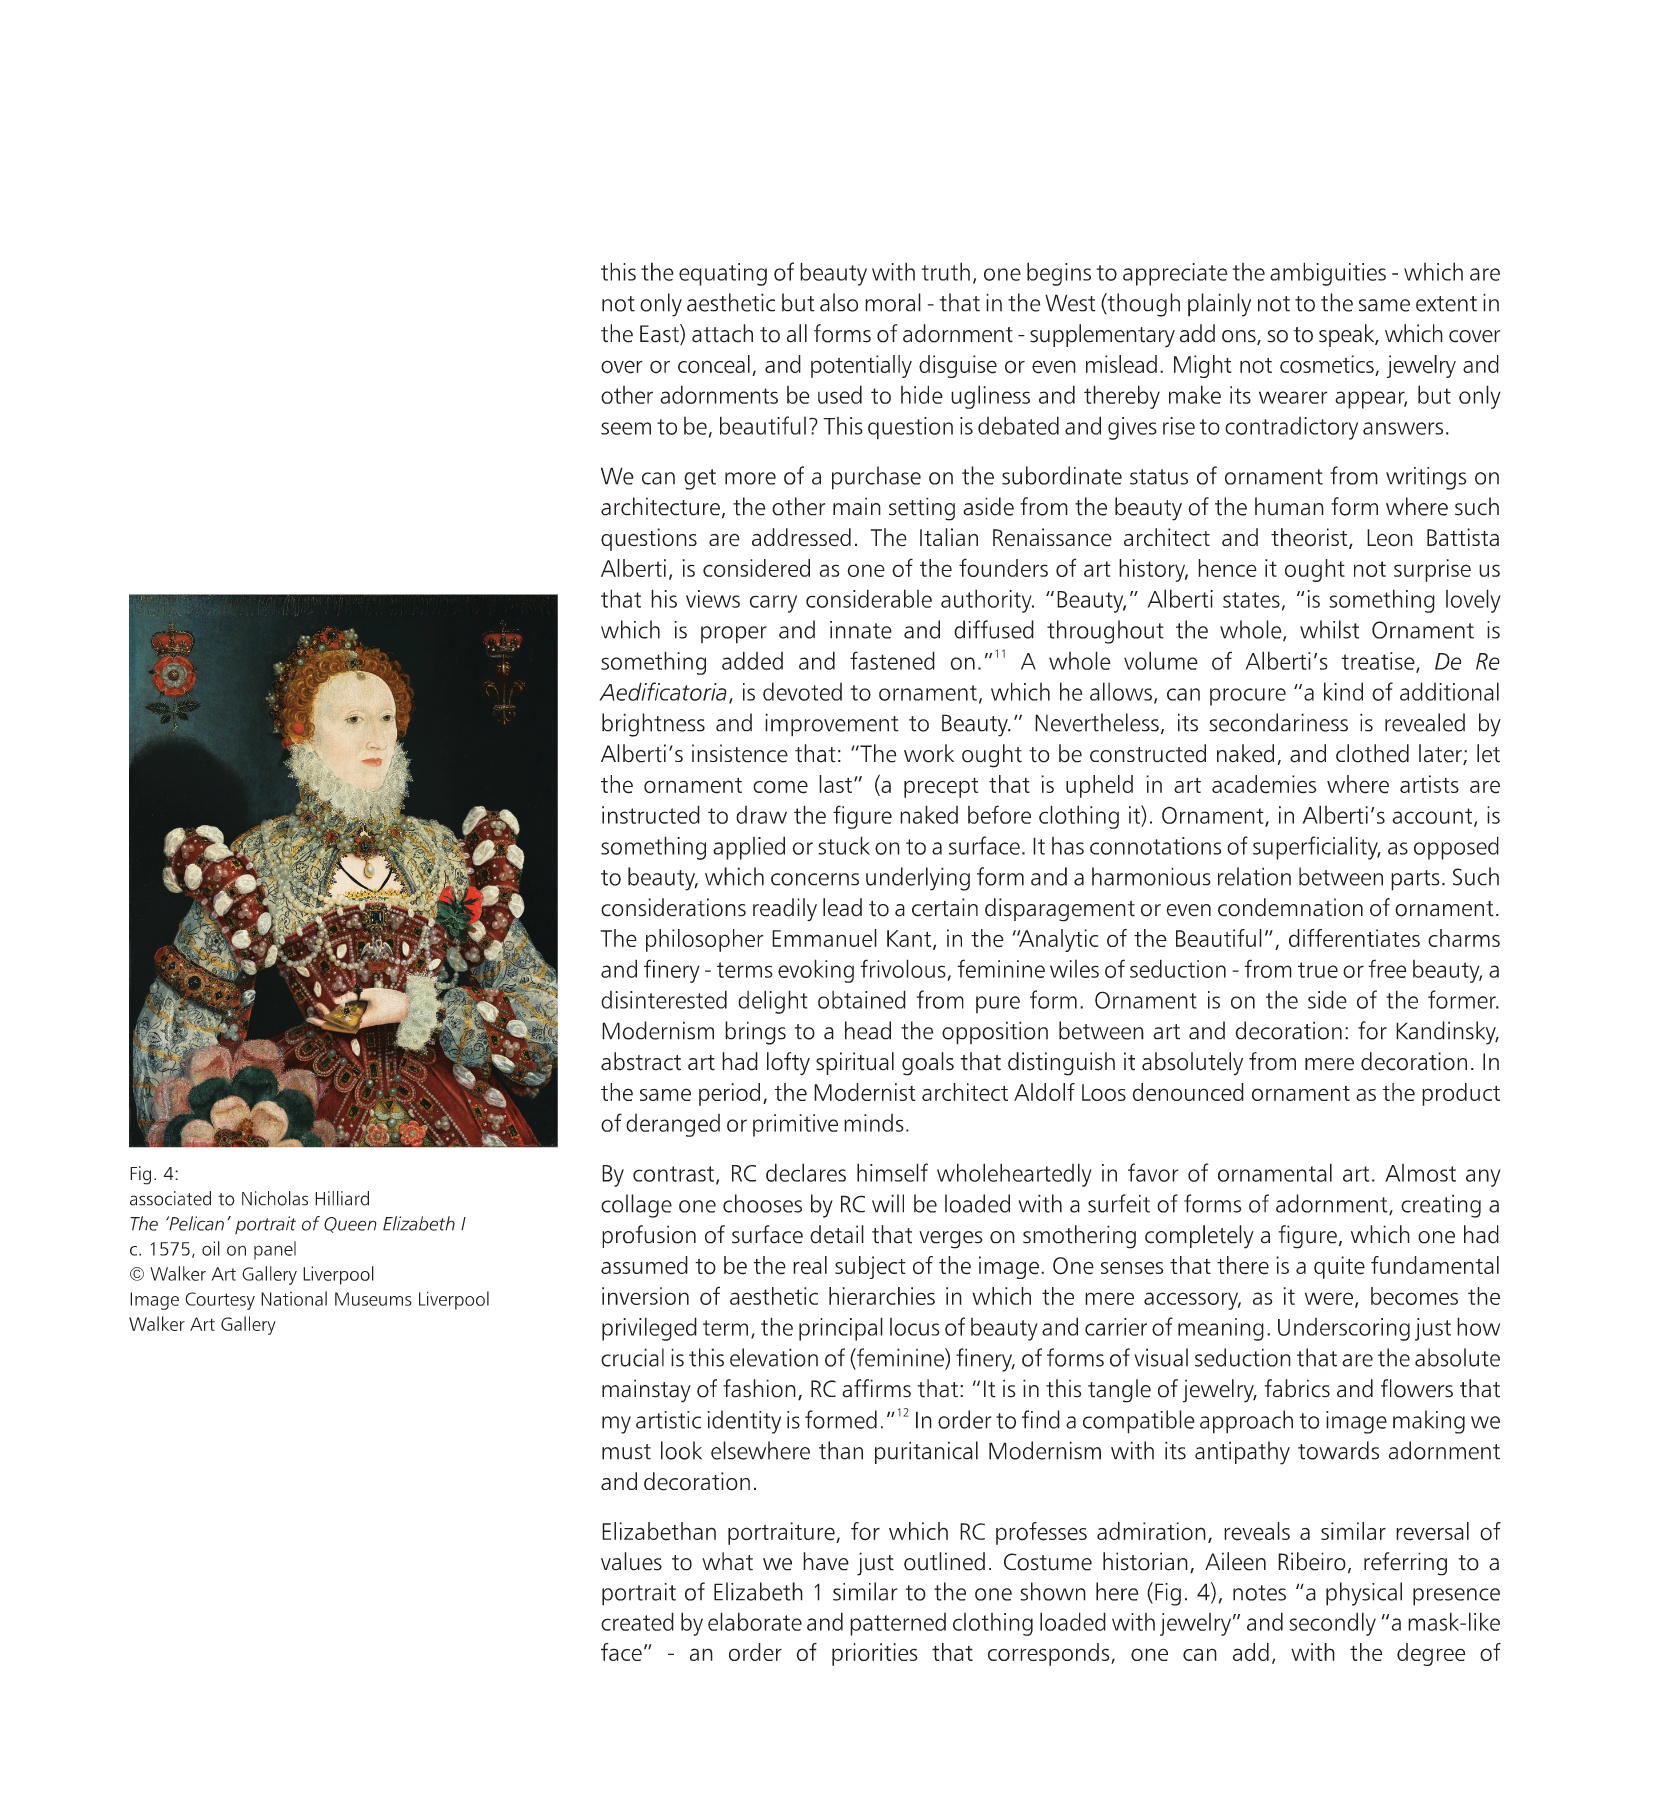 this the equating of beauty with truth, one begins to appreciate the ambiguities - which are
not only aesthetic but also moral - that in the West (though plainly not to the same extent in
the East) attach to all forms of adornment - supplementary add ons, so to speak, which cover
over or conceal, and potentially disguise or even mislead. Might not cosmetics, jewelry and
other adornments be used to hide ugliness and thereby make its wearer appear, but only
seem to be, beautiful? This question is debated and gives rise to contradictory answers.
We can get more of a purchase on the subordinate status of ornament from writings on
architecture, the other main setting aside from the beauty of the human form where such
questions are addressed. The Italian Renaissance architect and theorist, Leon Battista
Alberti, is considered as one of the founders of art history, hence it ought not surprise us
that his views carry considerable authority. “Beauty,” Alberti states, “is something lovely
which is proper and innate and diffused throughout the whole, whilst Ornament is
something added and fastened on.”11 A whole volume of Alberti’s treatise, De Re
Aedificatoria, is devoted to ornament, which he allows, can procure “a kind of additional
brightness and improvement to Beauty.” Nevertheless, its secondariness is revealed by
Alberti’s insistence that: “The work ought to be constructed naked, and clothed later; let
the ornament come last” (a precept that is upheld in art academies where artists are
instructed to draw the figure naked before clothing it). Ornament, in Alberti’s account, is
something applied or stuck on to a surface. It has connotations of superficiality, as opposed
to beauty, which concerns underlying form and a harmonious relation between parts. Such
considerations readily lead to a certain disparagement or even condemnation of ornament.
The philosopher Emmanuel Kant, in the “Analytic of the Beautiful”, differentiates charms
and finery - terms evoking frivolous, feminine wiles of seduction - from true or free beauty, a
disinterested delight obtained from pure form. Ornament is on the side of the former.
Modernism brings to a head the opposition between art and decoration: for Kandinsky,
abstract art had lofty spiritual goals that distinguish it absolutely from mere decoration. In
the same period, the Modernist architect Aldolf Loos denounced ornament as the product
of deranged or primitive minds.
By contrast, RC declares himself wholeheartedly in favor of ornamental art. Almost any
collage one chooses by RC will be loaded with a surfeit of forms of adornment, creating a
profusion of surface detail that verges on smothering completely a figure, which one had
assumed to be the real subject of the image. One senses that there is a quite fundamental
inversion of aesthetic hierarchies in which the mere accessory, as it were, becomes the
privileged term, the principal locus of beauty and carrier of meaning. Underscoring just how
crucial is this elevation of (feminine) finery, of forms of visual seduction that are the absolute
mainstay of fashion, RC affirms that: “It is in this tangle of jewelry, fabrics and flowers that
my artistic identity is formed.”12 In order to find a compatible approach to image making we
must look elsewhere than puritanical Modernism with its antipathy towards adornment
and decoration.
Elizabethan portraiture, for which RC professes admiration, reveals a similar reversal of
values to what we have just outlined. Costume historian, Aileen Ribeiro, referring to a
portrait of Elizabeth 1 similar to the one shown here (Fig. 4), notes “a physical presence
created by elaborate and patterned clothing loaded with jewelry” and secondly “a mask-like
face” - an order of priorities that corresponds, one can add, with the degree of
Fig. 4:
associated to Nicholas Hilliard
The ‘Pelican’ portrait of Queen Elizabeth I
c. 1575, oil on panel
© Walker Art Gallery Liverpool
Image Courtesy National Museums Liverpool
Walker Art Gallery